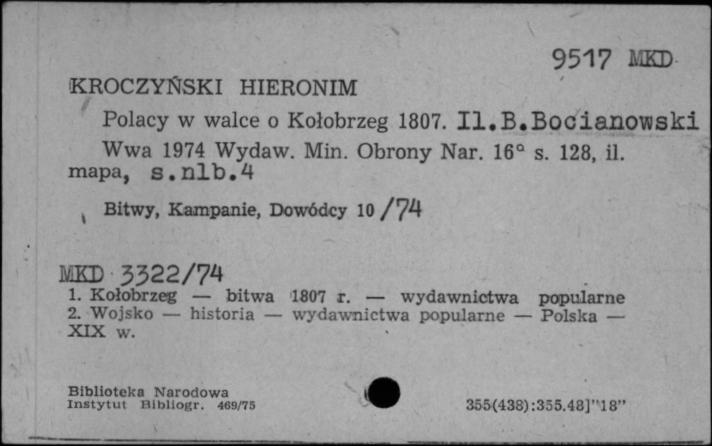 9517 MKD
KROCZYŃSKI HIERONIM
Polacy w walce o Kołobrzeg 1807. Il.B.Bocianowski
Wwa 1974 Wydaw. Min. Obrony Nar. 16° s. 128, il.
mapa, s.nlb.4
Bitwy, Kampanie, Dowódcy 10/74
MKD 3322/74
1. Kołobrzeg — bitwa 1807 r. — wydawnictwa popularne
2. Wojsko — historia — wydawnictwa popularne — Polska —
XIX w.
Biblioteka Narodowa
Instytut Bibliogr. 469/75
355(438):355.48]"18"